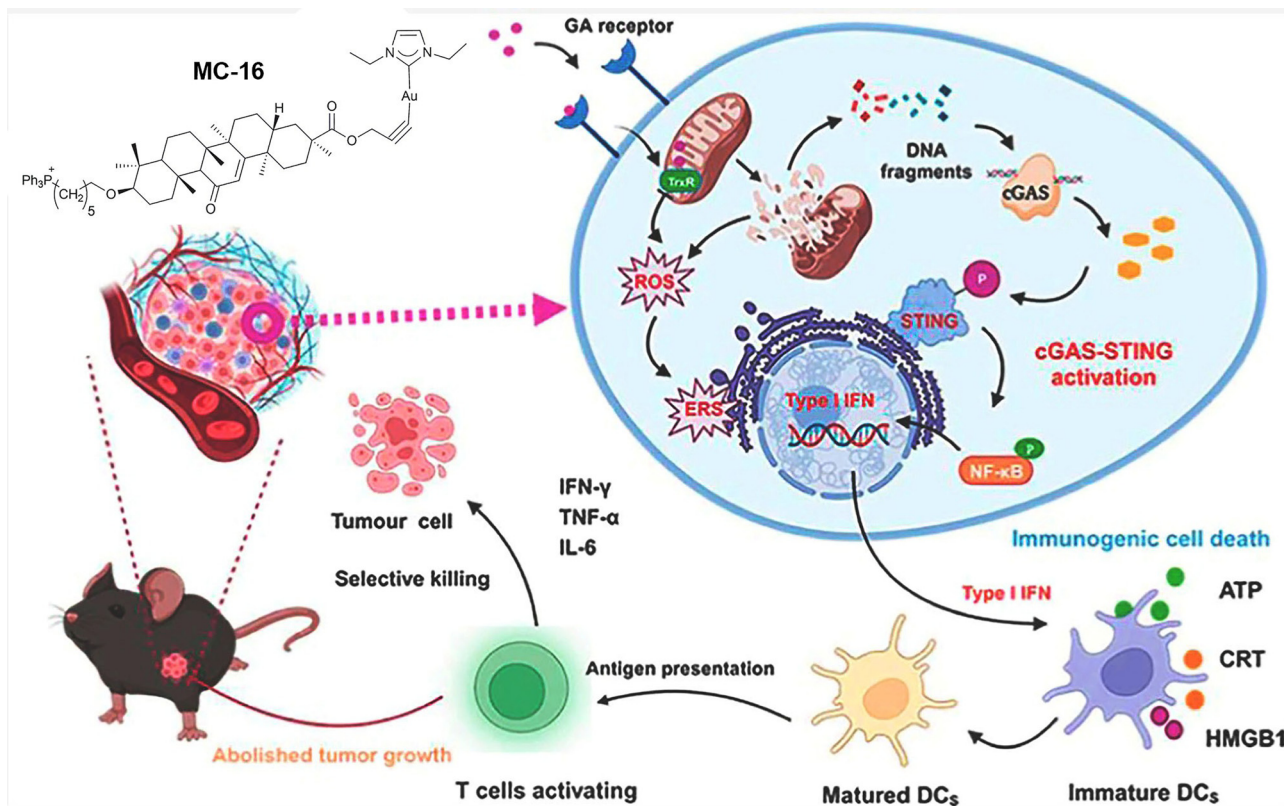 MC-16
N
N
Au
H
O
O
Ph₃P
+
(CH₂)
5
O
O
GA receptor
TrxR
DNA
fragments
cGAS
ROS
P
STING
cGAS-STING
activation
ERS
Type I IFN
P
NF-κB
Tumour cell
IFN-γ
TNF-α
IL-6
Selective killing
Immunogenic cell death
ATP
Type I IFN
CRT
Antigen presentation
HMGB1
Abolished tumor growth
T cells activating
Matured DCs
Immature DCs